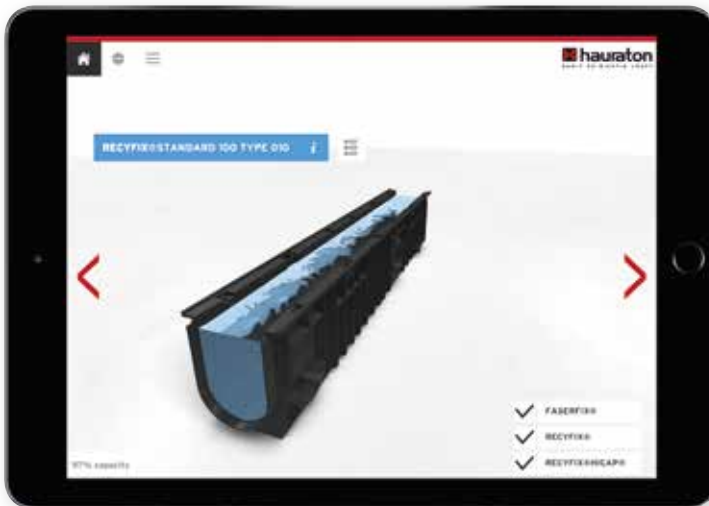 hauraton
RECYFIX®STANDARD 100 TYPE 010 i
FASERFIX®
RECYFIX®
RECYFIX®HICAP®
97% capacity